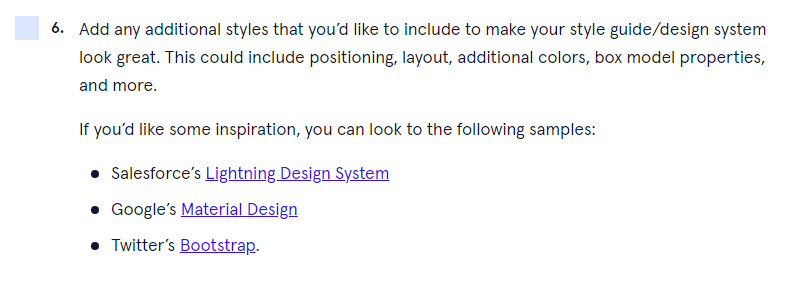 6. Add any additional styles that you’d like to include to make your style guide/design system
look great. This could include positioning, layout, additional colors, box model properties,
and more.
If you’d like some inspiration, you can look to the following samples:
● Salesforce’s Lightning Design System
● Google’s Material Design
● Twitter’s Bootstrap.